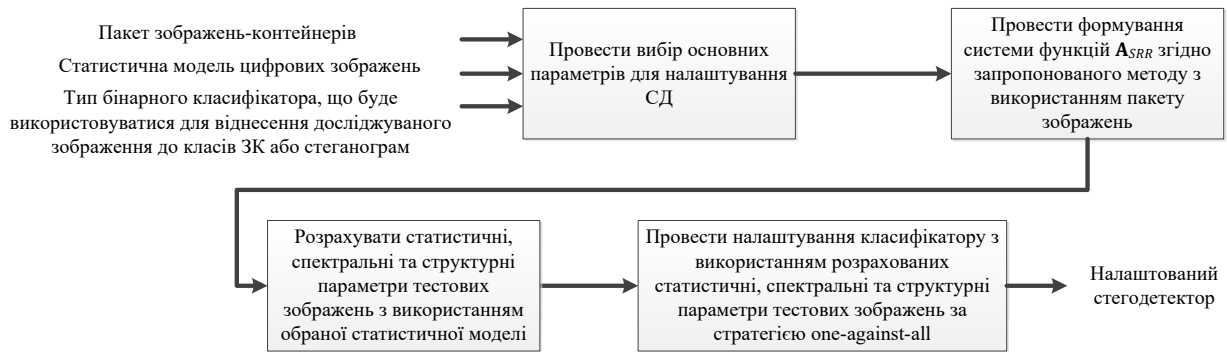 Пакет зображень-контейнерів
Статистична модель цифрових зображень
Тип бінарного класифікатора, що буде
використовуватися для віднесення досліджуваного
зображення до класів ЗК або стеганограм
Провести вибір основних
параметрів для налаштування
СД
Провести формування
системи функцій A_SRR згідно
запропонованого методу з
використанням пакету
зображень
Розрахувати статистичні,
спектральні та структурні
параметри тестових
зображень з використанням
обраної статистичної моделі
Провести налаштування класифікатору з
використанням розрахованих
статистичні, спектральні та структурні
параметри тестових зображень за
стратегією one-against-all
Налаштований
стегодетектор